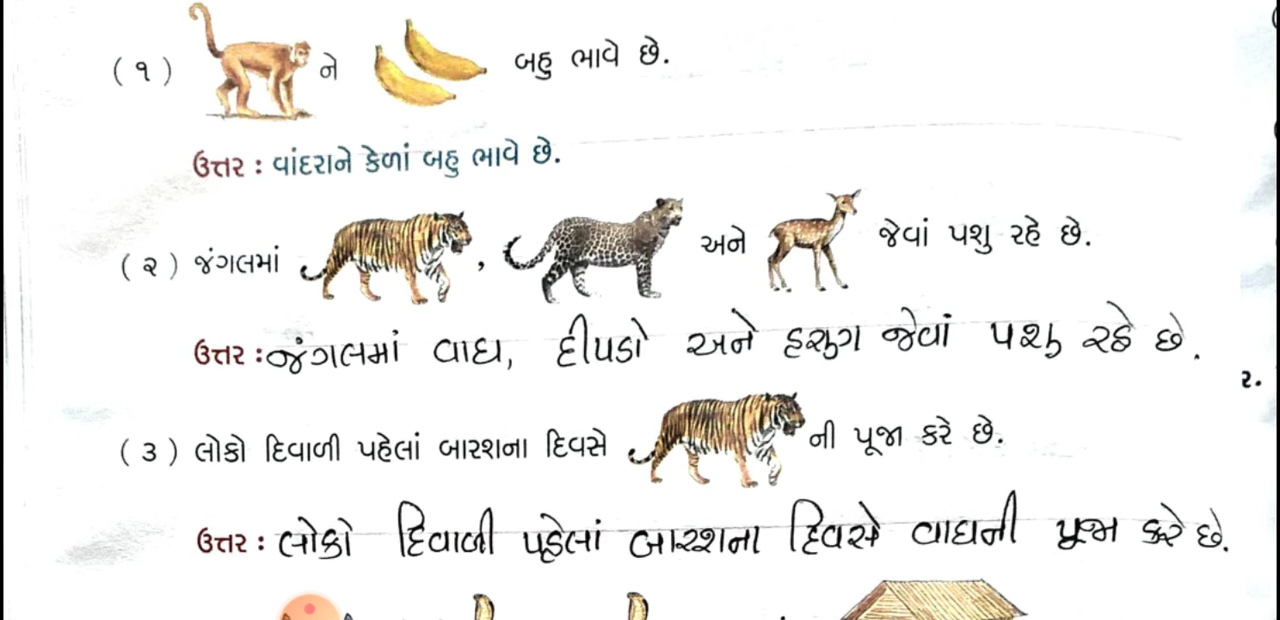 (૧) ને બહુ ભાવે છે.
ઉત્તર : વાંદરાને કેળાં બહુ ભાવે છે.
(૨) જંગલમાં , અને જેવાં પશુ રહે છે.
ઉત્તર : જંગલમાં વાઘ, દીપડો અને જેવાં પશુ રહે છે.
૨.
(૩) લોકો દિવાળી પહેલાં બારશના દિવસે ની પૂજા કરે છે.
ઉત્તર : લોકો દિવાળી પહેલાં બારશના દિવસે વાઘની પૂજા કરે છે.